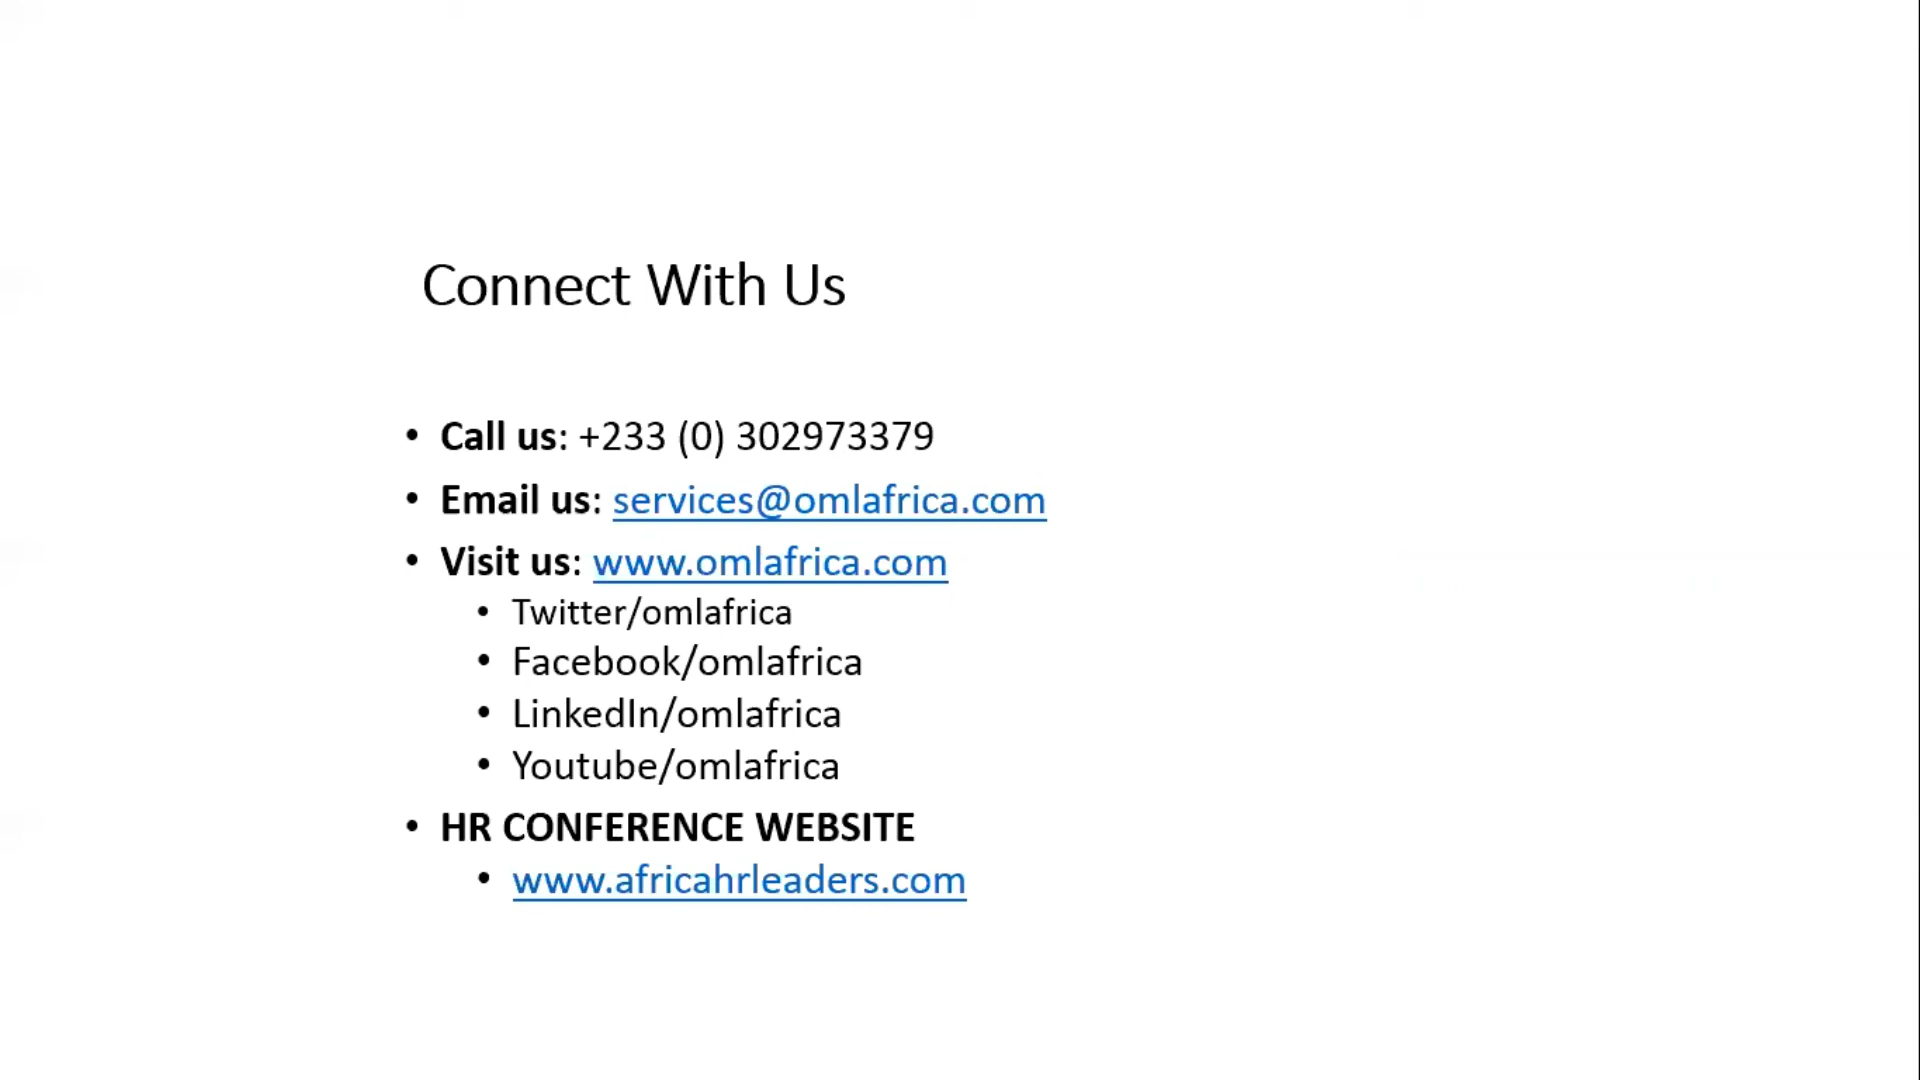 Connect With Us
• Call us: +233 (0) 302973379
• Email us: services@omlafrica.com
• Visit us: www.omlafrica.com
• Twitter/omlafrica
• Facebook/omlafrica
• LinkedIn/omlafrica
• Youtube/omlafrica
• HR CONFERENCE WEBSITE
• www.africahrleaders.com